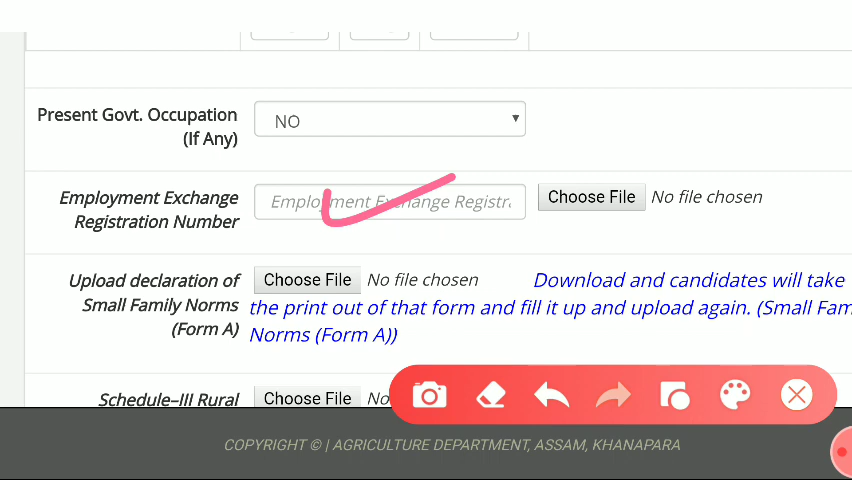 Present Govt. Occupation
(If Any)
NO
Employment Exchange
Registration Number
Employment Exchange Registr
Choose File No file chosen
Upload declaration of
Small Family Norms
(Form A)
Choose File No file chosen
Download and candidates will take
the print out of that form and fill it up and upload again. (Small Fam
Norms (Form A))
Schedule–III Rural
Choose File No
COPYRIGHT © | AGRICULTURE DEPARTMENT, ASSAM, KHANAPARA